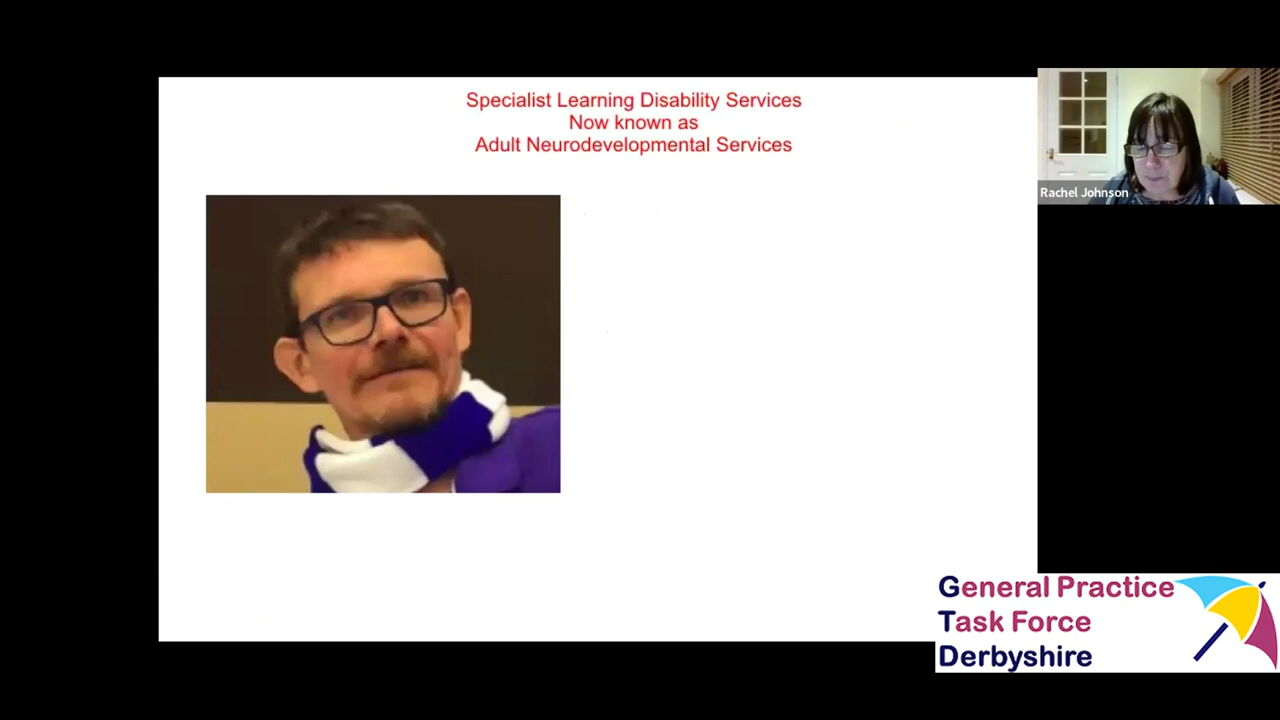 Specialist Learning Disability Services
Now known as
Adult Neurodevelopmental Services
Rachel Johnson
General Practice
Task Force
Derbyshire